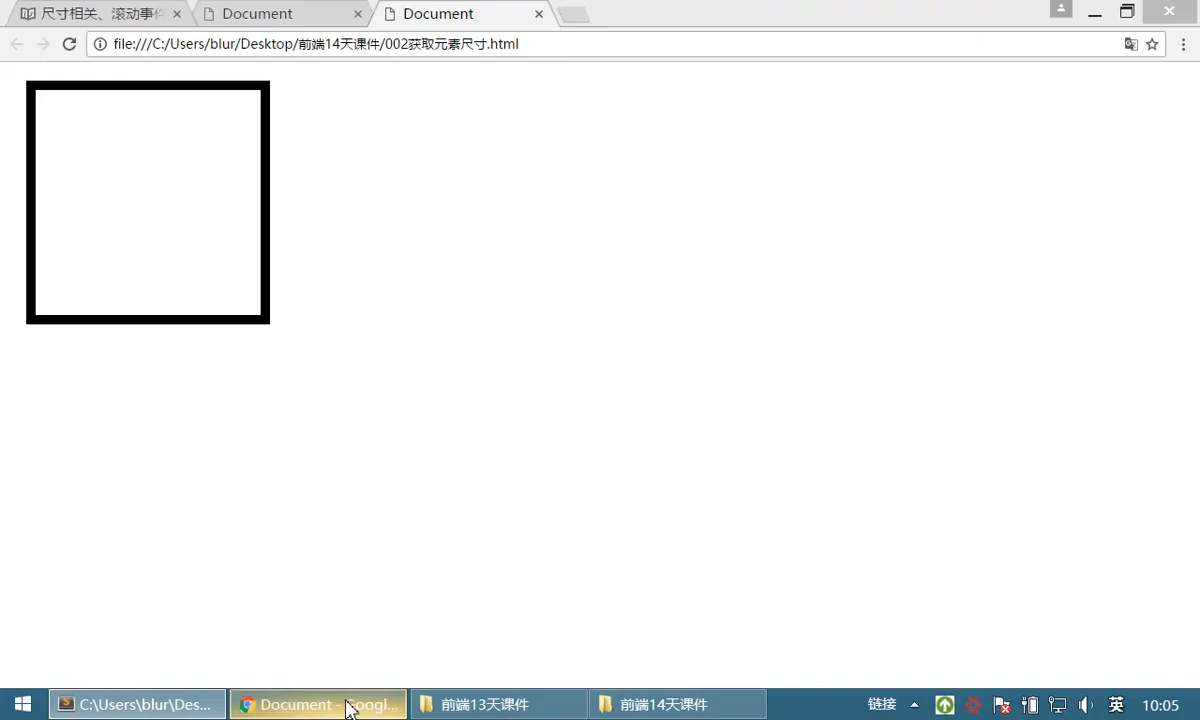 尺寸相关、滚动事件
Document
Document
file:///C:/Users/blur/Desktop/前端14天课件/002获取元素尺寸.html
C:\Users\blur\Des...
Document - Googl...
前端13天课件
前端14天课件
链接
英
10:05